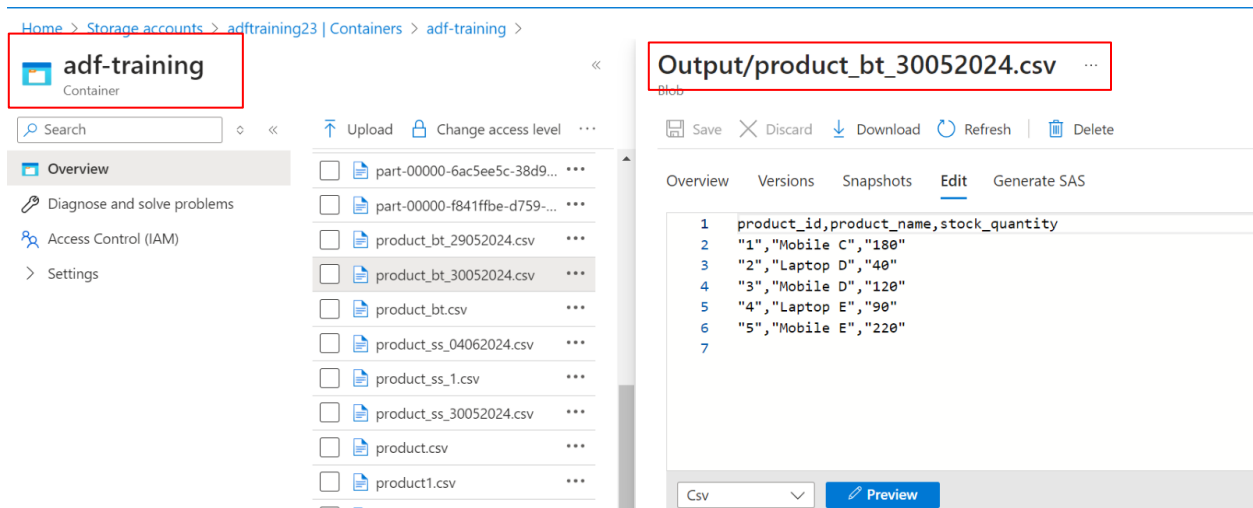 Home > Storage accounts > adftraining23 | Containers > adf-training >
adf-training
Container
Search
Overview
Diagnose and solve problems
Access Control (IAM)
Settings
Upload Change access level ...
part-00000-6ac5ee5c-38d9... ...
part-00000-f841ffbe-d759-... ...
product_bt_29052024.csv ...
product_bt_30052024.csv ...
product_bt.csv ...
product_ss_04062024.csv ...
product_ss_1.csv ...
product_ss_30052024.csv ...
product.csv ...
product1.csv ...
Output/product_bt_30052024.csv ...
Blob
Save Discard Download Refresh Delete
Overview Versions Snapshots Edit Generate SAS
1 product_id,product_name,stock_quantity
2 "1","Mobile C","180"
3 "2","Laptop D","40"
4 "3","Mobile D","120"
5 "4","Laptop E","90"
6 "5","Mobile E","220"
7
Csv Preview